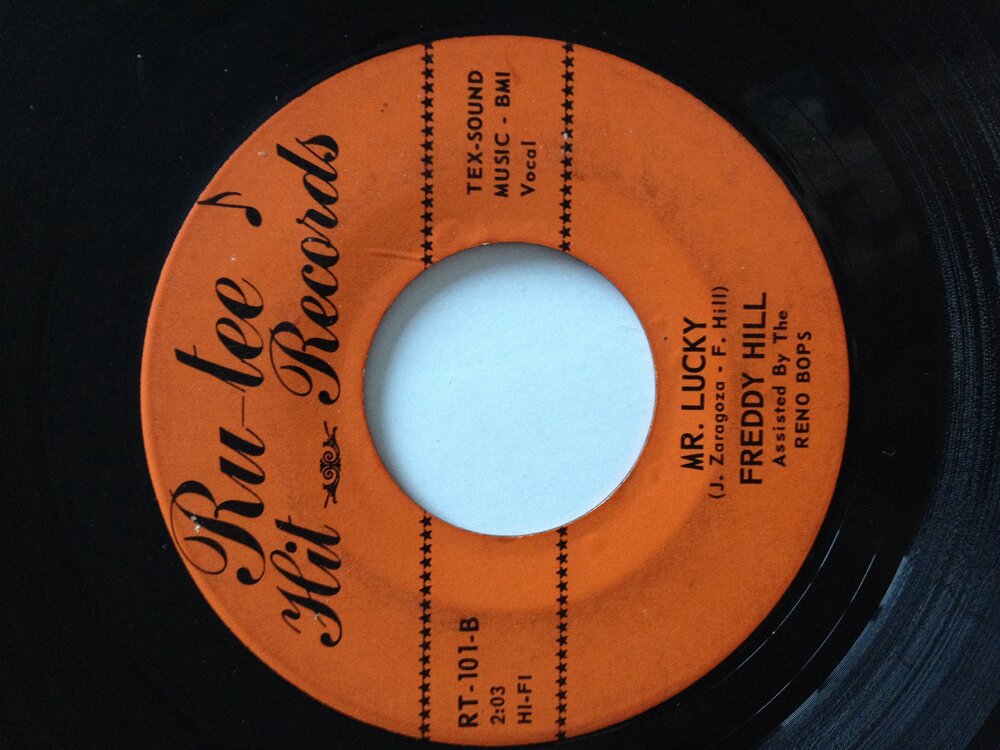 Ru-tee
Hit Records
RT-101-B
2:03
HI-FI
TEX-SOUND
MUSIC - BMI
Vocal
MR. LUCKY
(J. Zaragoza - F. Hill)
FREDDY HILL
Assisted By The
RENO BOPS